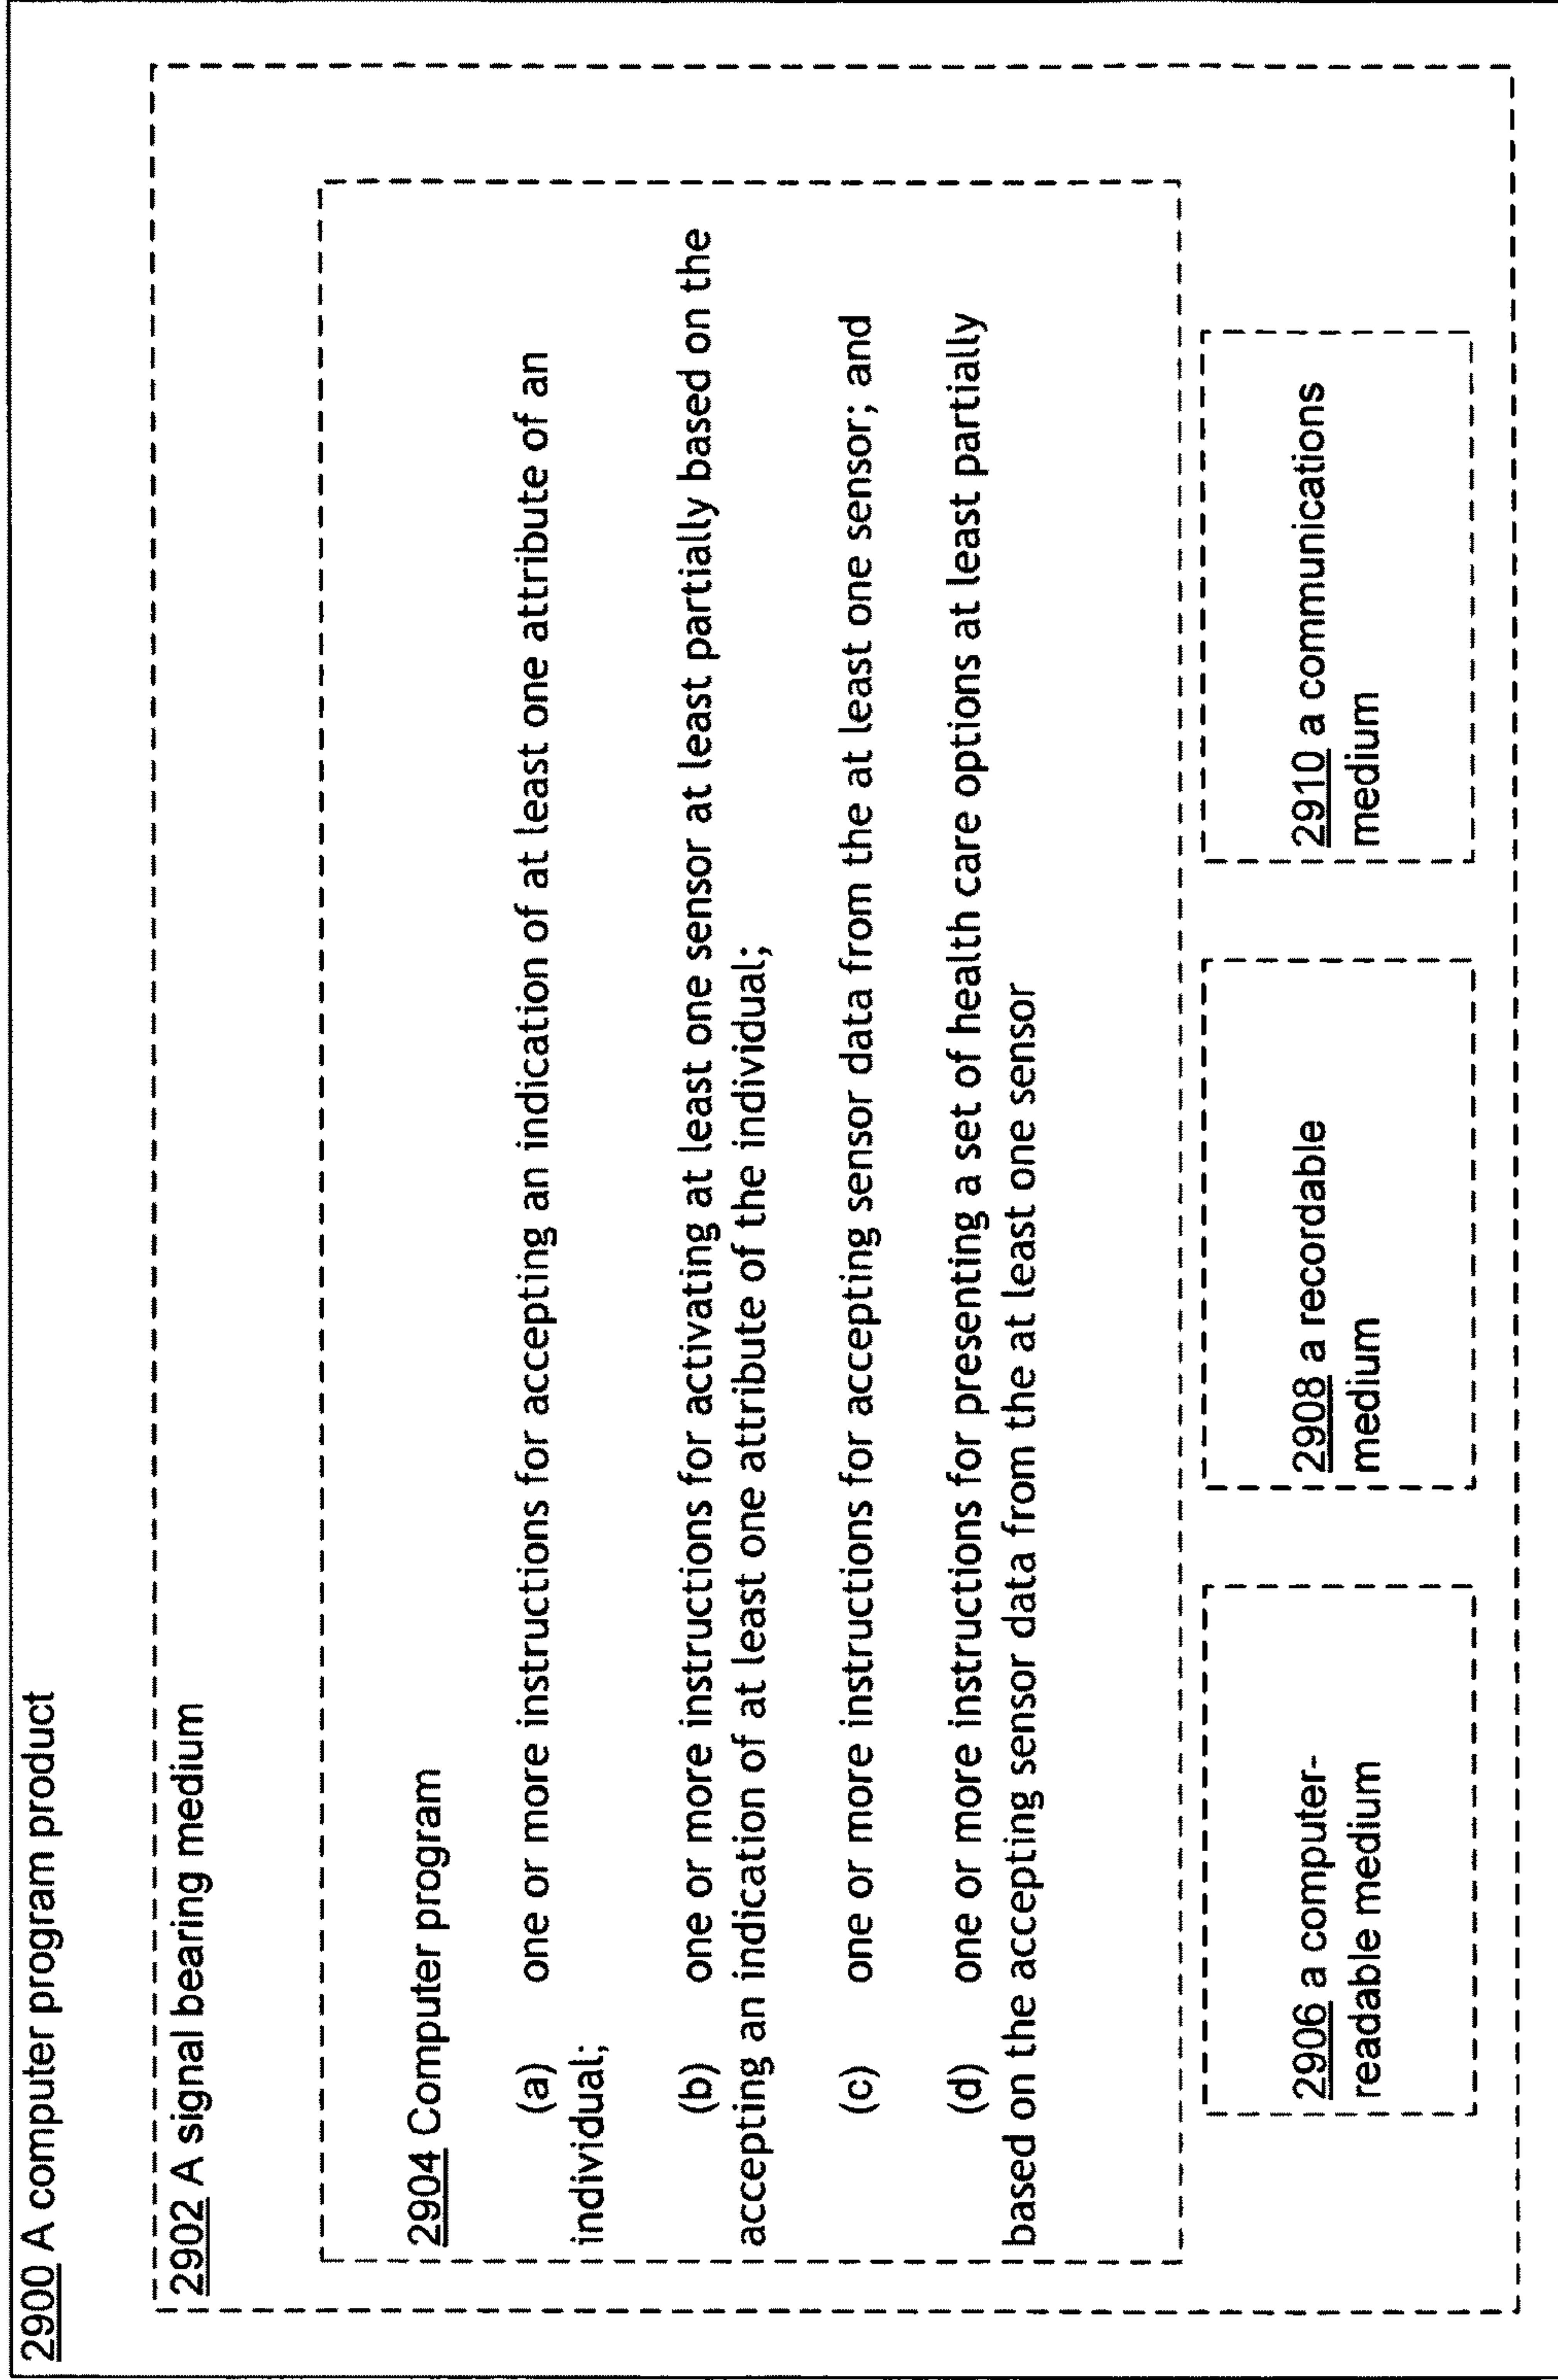 2900 A computer program product
2902 A signal bearing medium
2904 Computer program
(a) one or more instructions for accepting an indication of at least one attribute of an
individual;
(b) one or more instructions for activating at least one sensor at least partially based on the
accepting an indication of at least one attribute of the individual;
(c) one or more instructions for accepting sensor data from the at least one sensor; and
(d) one or more instructions for presenting a set of health care options at least partially
based on the accepting sensor data from the at least one sensor
2906 a computer-
readable medium
2908 a recordable
medium
2910 a communications
medium